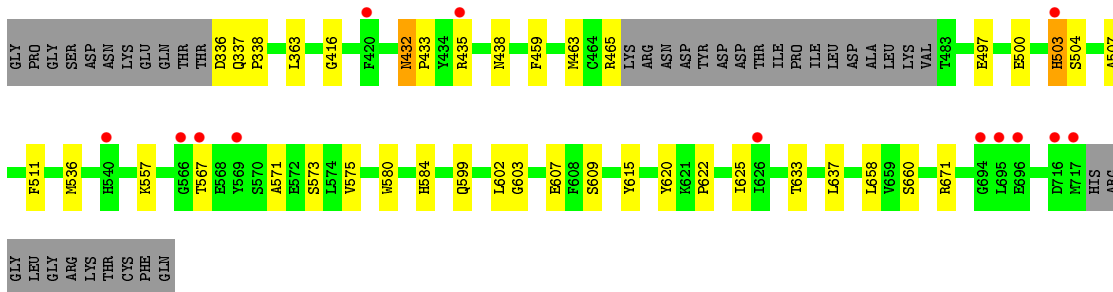 GLY PRO GLY SER ASP ASN LYS GLU GLN THR THR D336 Q337 P338 L363 G416 F420 N432 P433 Y434 R435 N438 F459 M463 C464 R465 LYS ARG ASN ASP TYR ASP ASP THR ILE PRO ILE ILE LEU ASP ALA LEU LYS VAL T483 E497 E500 H503 S504 A507
F511 M536 H540 K557 G566 T567 E568 Y569 S570 A571 E572 S573 L574 V575 W580 H584 Q599 L602 G603 E607 F608 S609 Y615 Y620 K621 P622 I625 I626 T633 L637 L658 V659 S660 R671 G694 L695 E696 D716 M717 HIS ARG
GLY LEU GLY ARG LYS THR CYS PHE GLN